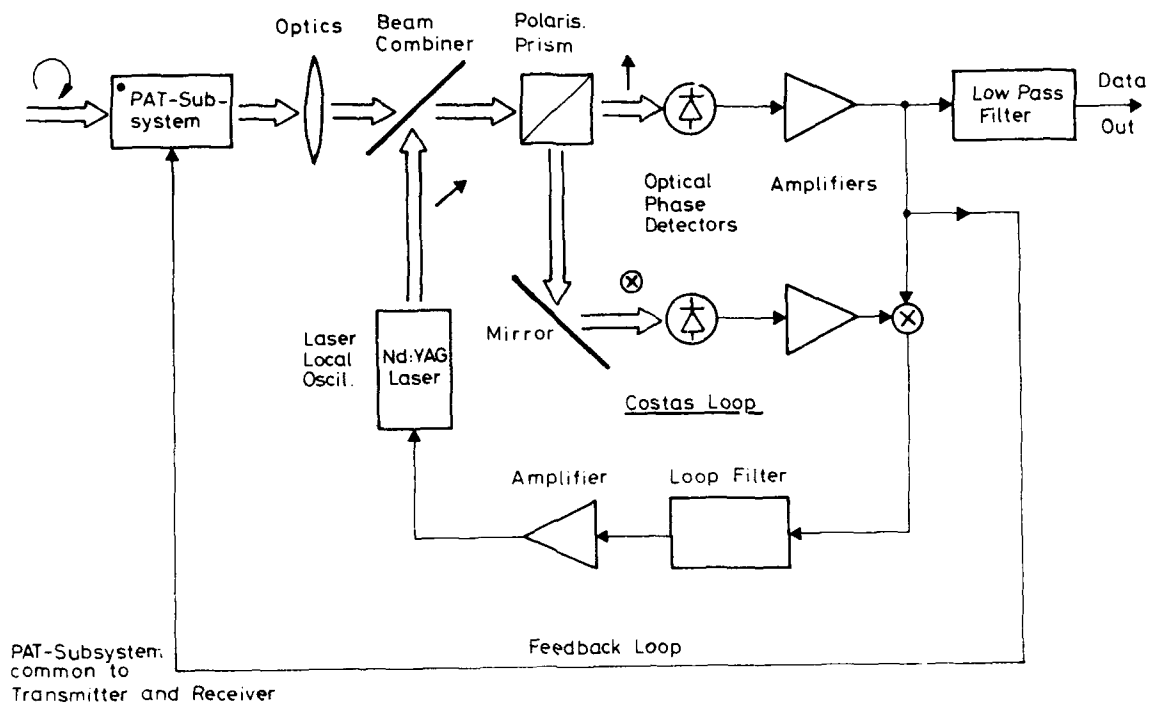 Optics
Beam
Combiner
Polaris.
Prism
PAT-Sub-
system
Low Pass
Filter
Data
Out
Optical
Phase
Detectors
Amplifiers
Laser
Local
Oscil.
Nd:YAG
Laser
Mirror
Costas Loop
Amplifier
Loop Filter
Feedback Loop
PAT-Subsystem
common to
Transmitter and Receiver